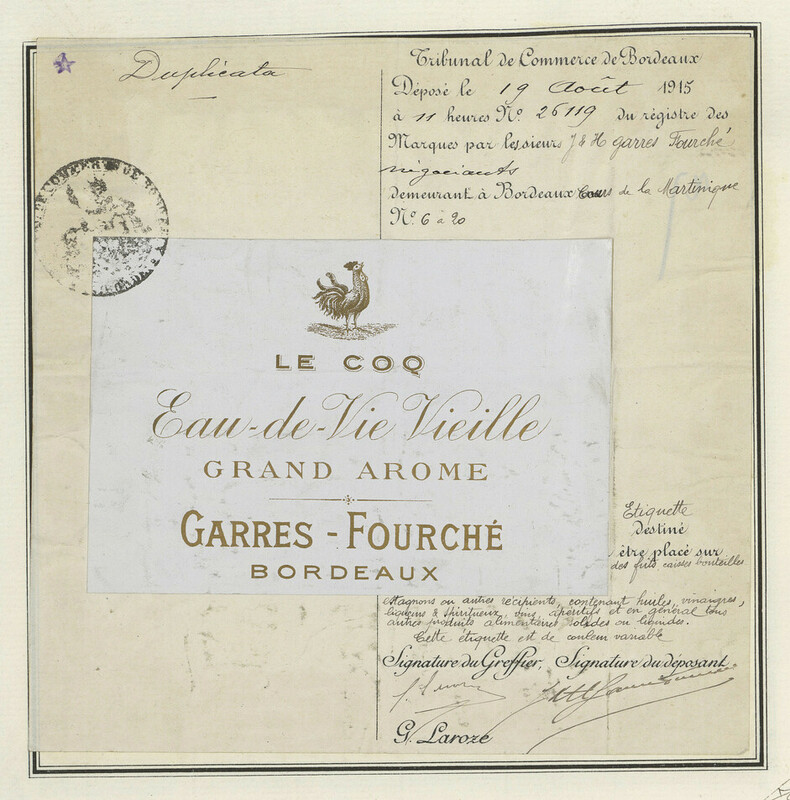 Duplicata
Tribunal de Commerce de Bordeaux
Déposé le 19 Août 1915
à 11 heures Nº 26119 du régistre des
Marques par les sieurs J & H garres Fourché
négociants
demeurant à Bordeaux Cours de la Martinique
Nº 6 à 20
LE COQ
Eau-de-Vie Vieille
GRAND AROME
GARRES - FOURCHÉ
BORDEAUX
Etiquette
destiné
être placé sur
des futs caisses bouteilles
estagnons ou autres récipients, contenant huiles, vinaigres,
liqueurs & spiritueux, vins, apéritifs et en général tous
autres produits alimentaires solides ou liquides.
Cette étiquette est de couleur variable
Signature du Greffier, Signature du déposant
G. Laroze